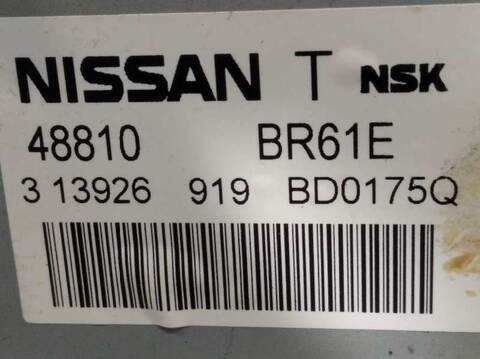 NISSAN T NSK
48810 BR61E
3 13926 919 BD0175Q